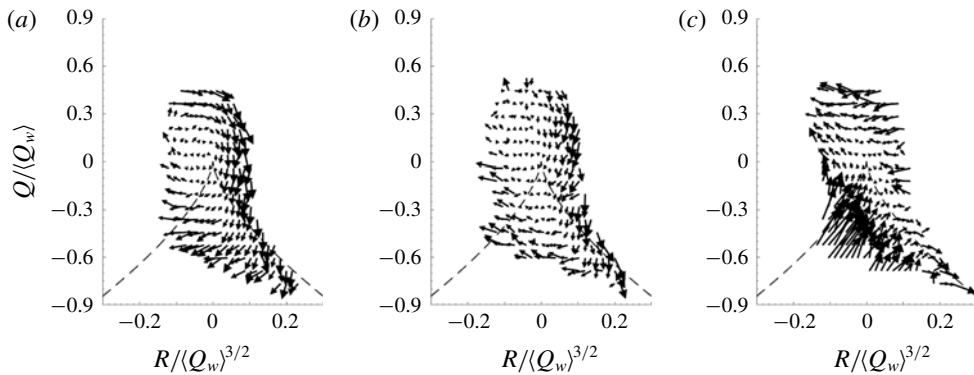 (a) (b) (c)
0.9 0.9 0.9
0.6 0.6 0.6
0.3 0.3 0.3
Q/⟨Q_w⟩ 0 0 0
−0.3 −0.3 −0.3
−0.6 −0.6 −0.6
−0.9 −0.9 −0.9
−0.2 0 0.2 −0.2 0 0.2 −0.2 0 0.2
R/⟨Q_w⟩^{3/2} R/⟨Q_w⟩^{3/2} R/⟨Q_w⟩^{3/2}